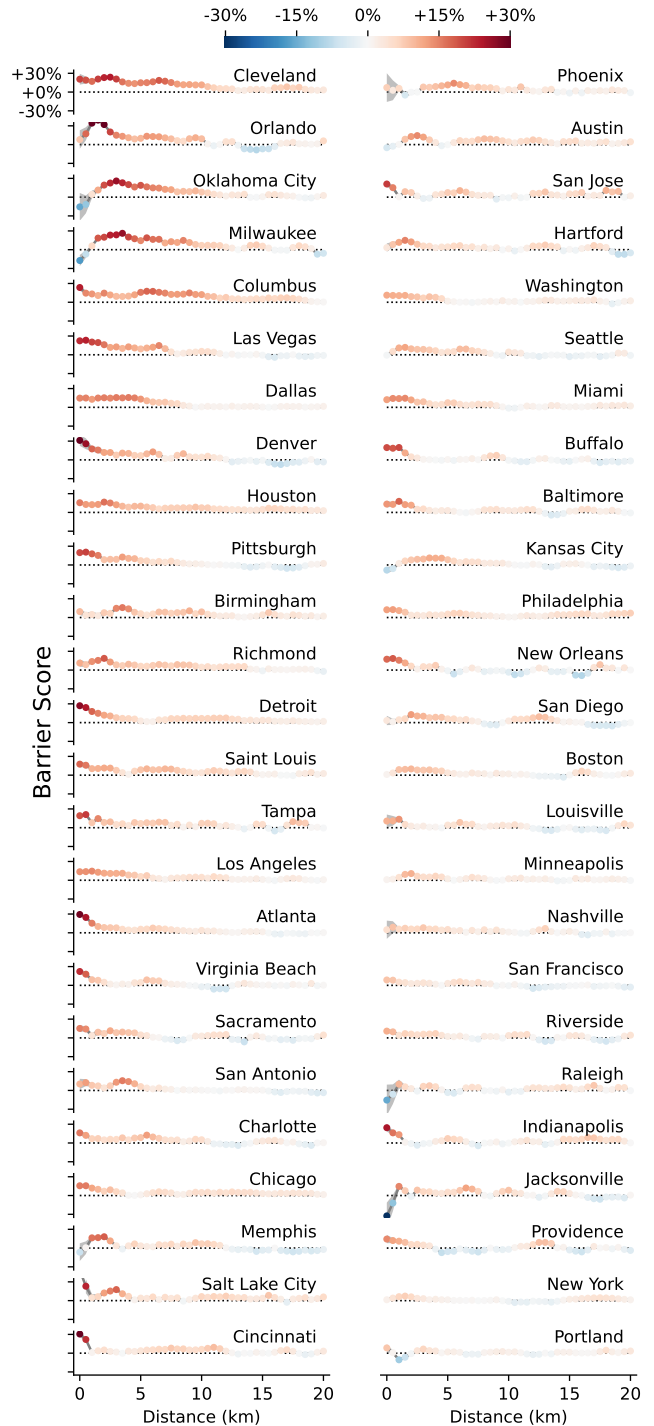 -30% -15% 0% +15% +30%
+30%
+0%
-30%
Cleveland Phoenix
Orlando Austin
Oklahoma City San Jose
Milwaukee Hartford
Columbus Washington
Las Vegas Seattle
Dallas Miami
Denver Buffalo
Houston Baltimore
Pittsburgh Kansas City
Birmingham Philadelphia
Richmond New Orleans
Detroit San Diego
Saint Louis Boston
Tampa Louisville
Los Angeles Minneapolis
Atlanta Nashville
Virginia Beach San Francisco
Sacramento Riverside
San Antonio Raleigh
Charlotte Indianapolis
Chicago Jacksonville
Memphis Providence
Salt Lake City New York
Cincinnati Portland
Barrier Score
0 5 10 15 20 0 5 10 15 20
Distance (km) Distance (km)